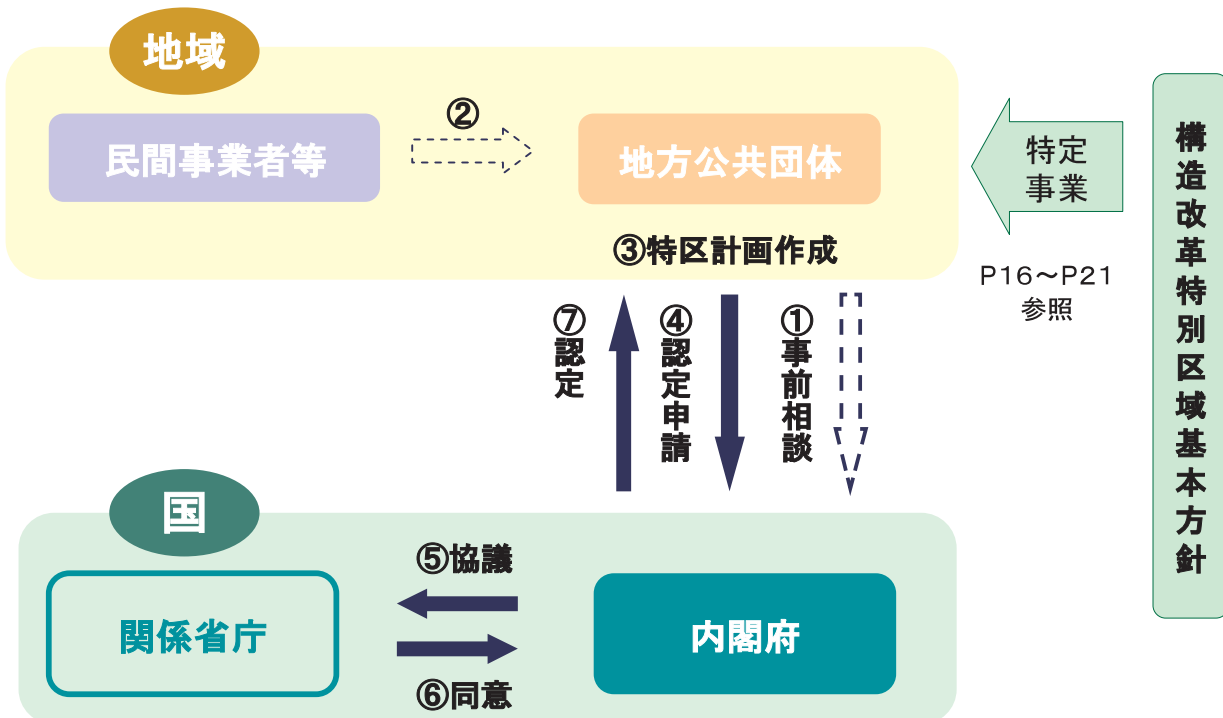 地域
民間事業者等
②
地方公共団体
③特区計画作成
特定
事業
P16～P21
参照
構造改革特別区域基本方針
⑦認定
④認定申請
①事前相談
国
関係省庁
⑤協議
⑥同意
内閣府